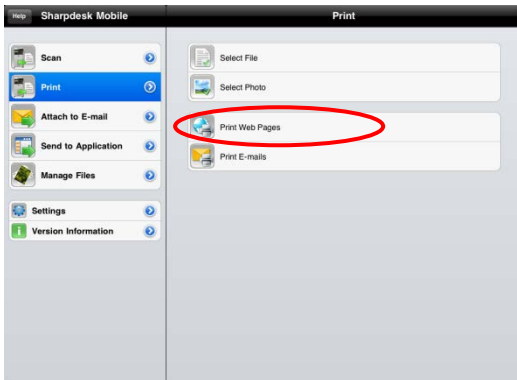 Help Sharpdesk Mobile
Print
Scan
Print
Attach to E-mail
Send to Application
Manage Files
Settings
Version Information
Select File
Select Photo
Print Web Pages
Print E-mails